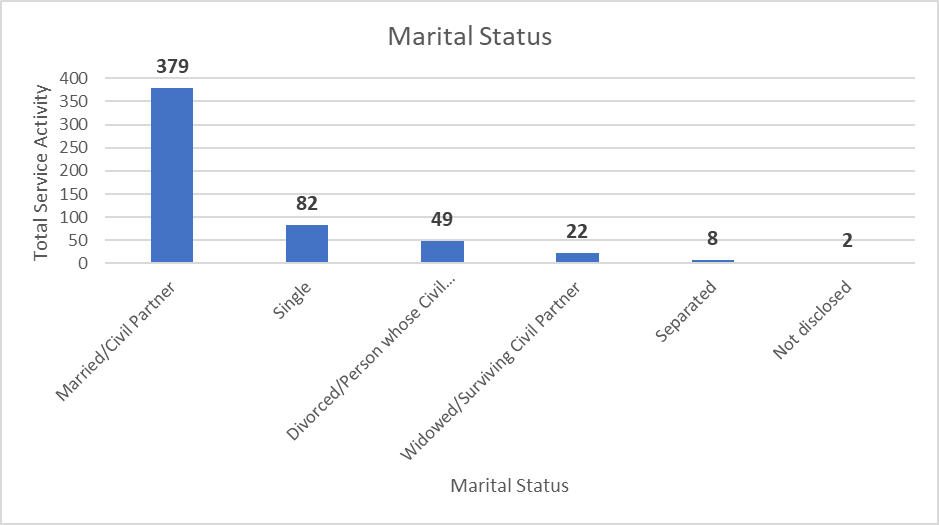 Marital Status
Total Service Activity
400
350
300
250
200
150
100
50
0
379
82
49
22
8
2
Married/Civil Partner
Single
Divorced/Person whose Civil...
Widowed/Surviving Civil Partner
Separated
Not disclosed
Marital Status